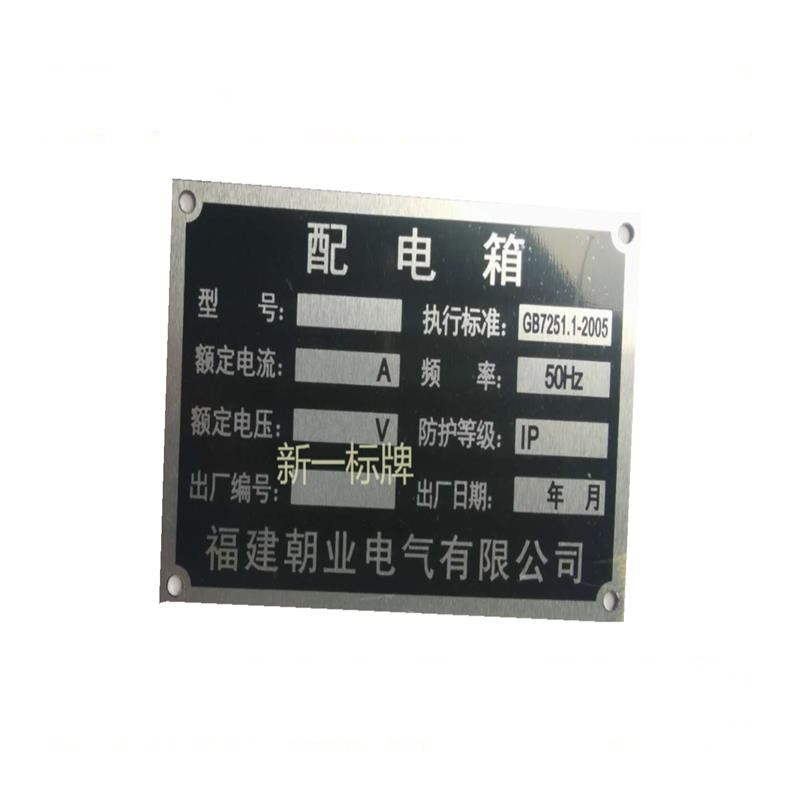 配电箱
型号: 执行标准: GB7251.1-2005
额定电流: A 频率: 50Hz
额定电压: V 防护等级: IP
新一标牌
出厂编号: 出厂日期: 年 月
福建朝业电气有限公司